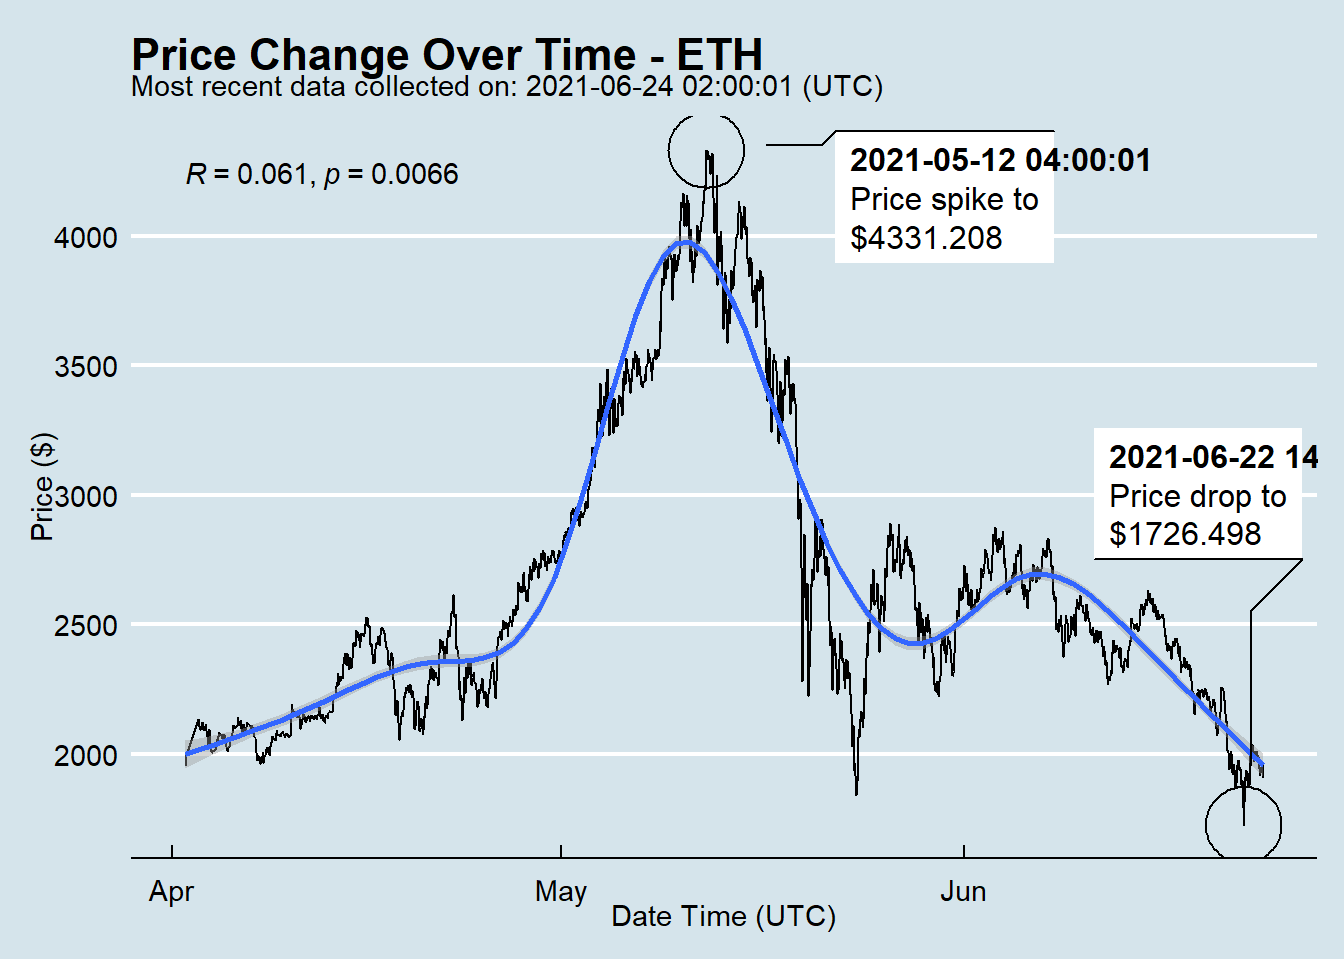 Price Change Over Time - ETH
Most recent data collected on: 2021-06-24 02:00:01 (UTC)
R = 0.061, p = 0.0066
2021-05-12 04:00:01
Price spike to
$4331.208
2021-06-22 14
Price drop to
$1726.498
Price ($)
4000
3500
3000
2500
2000
Apr
May
Jun
Date Time (UTC)